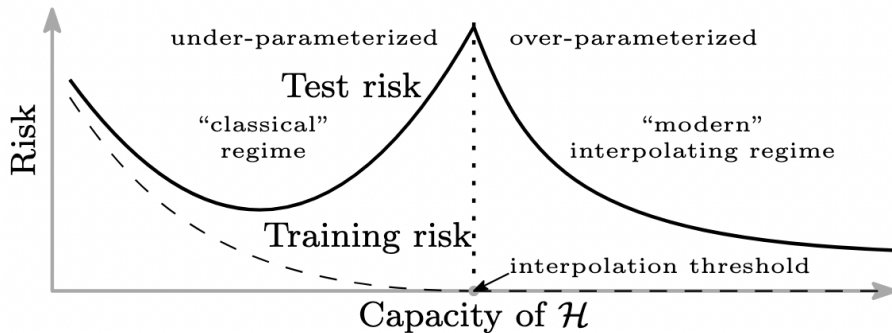 under-parameterized
over-parameterized
Test risk
“classical”
regime
“modern”
interpolating regime
Risk
Training risk
interpolation threshold
Capacity of ℋ